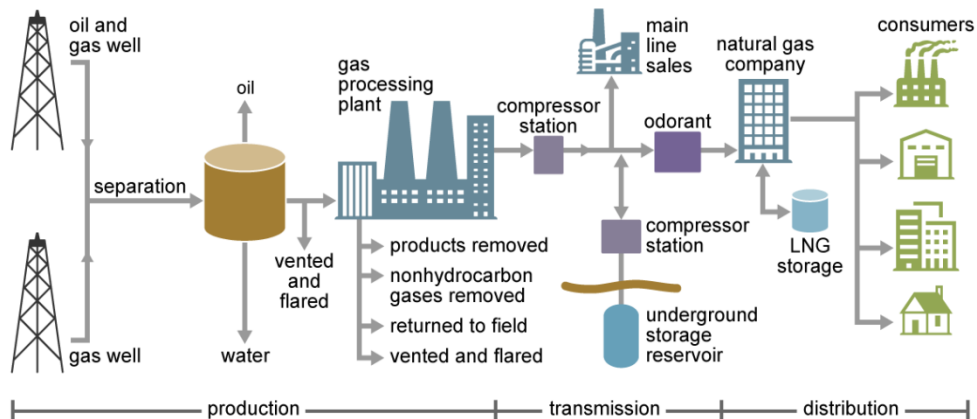 oil and
gas well
oil
separation
gas well
water
vented
and
flared
gas
processing
plant
products removed
nonhydrocarbon
gases removed
returned to field
vented and flared
compressor
station
main
line
sales
odorant
compressor
station
underground
storage
reservoir
natural gas
company
LNG
storage
consumers
production
transmission
distribution